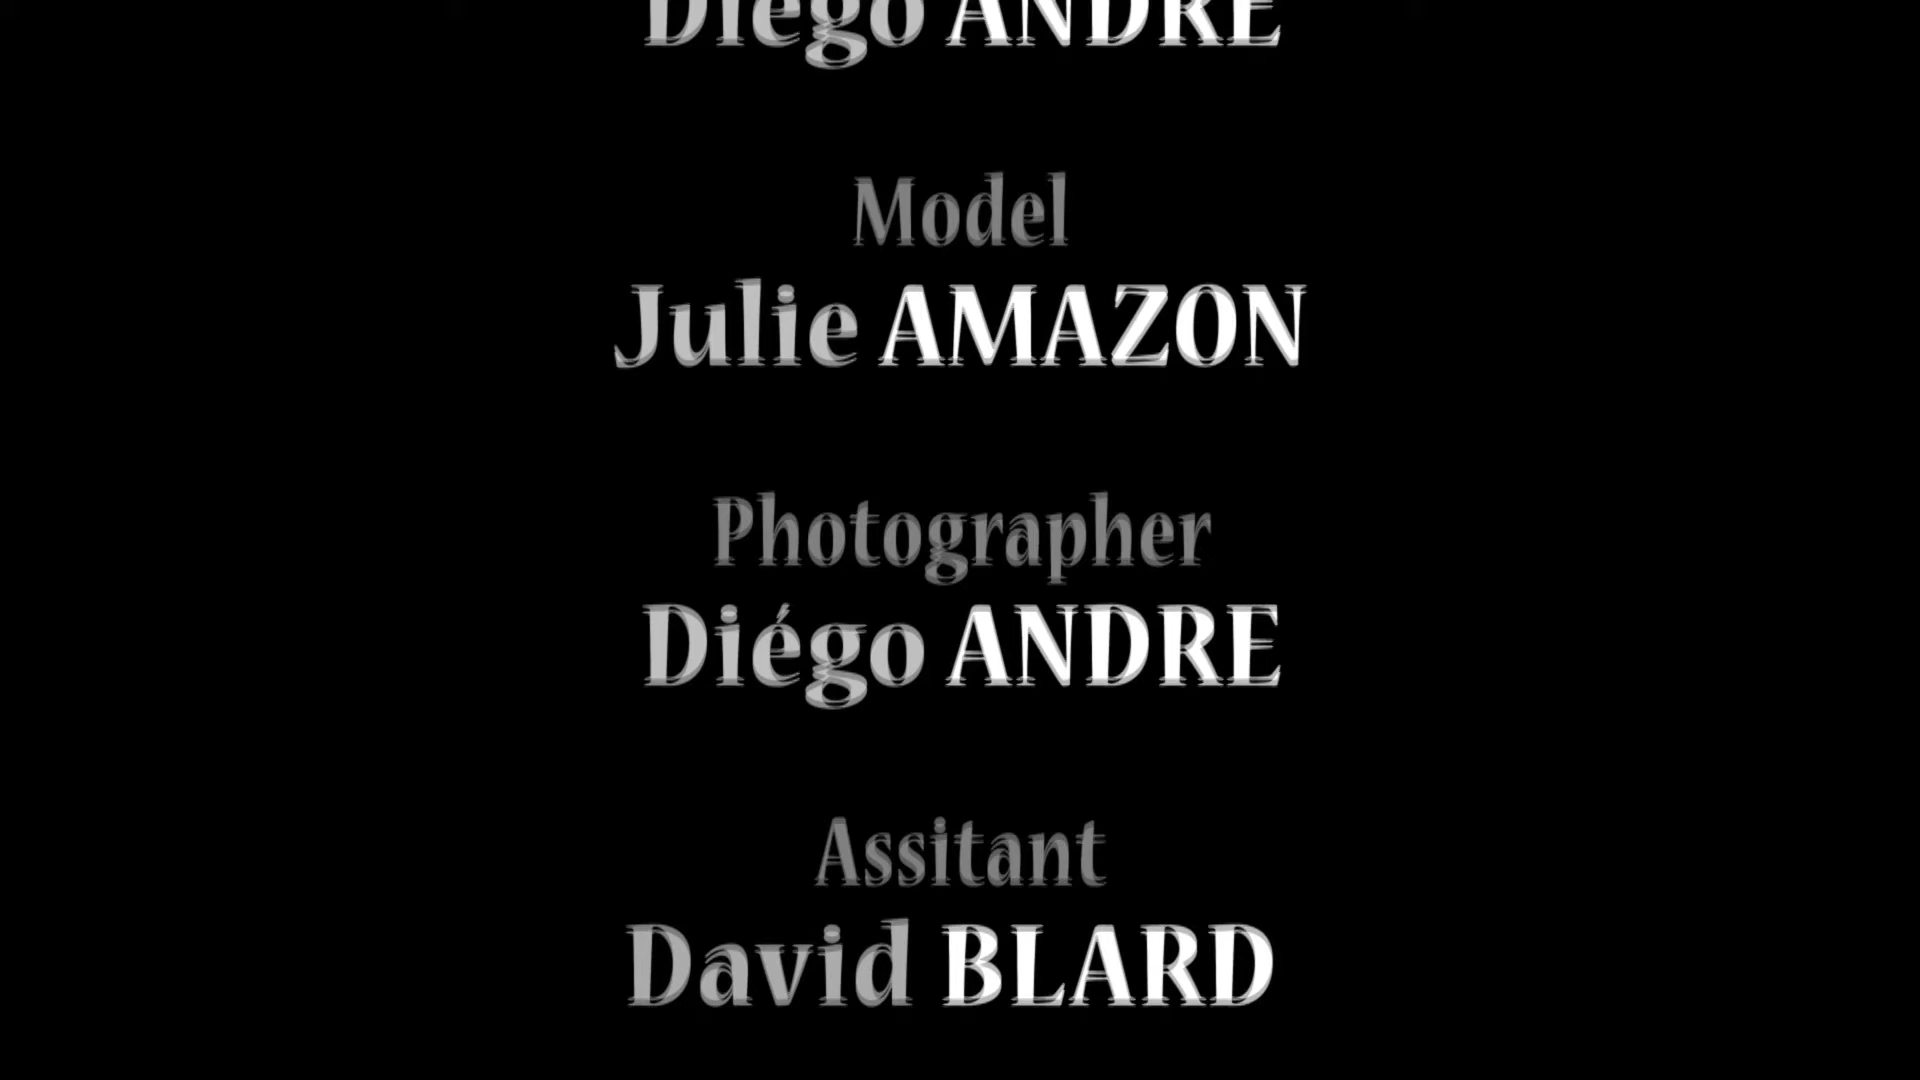 Diégo ANDRE
Model
Julie AMAZON
Photographer
Diégo ANDRE
Assitant
David BLARD